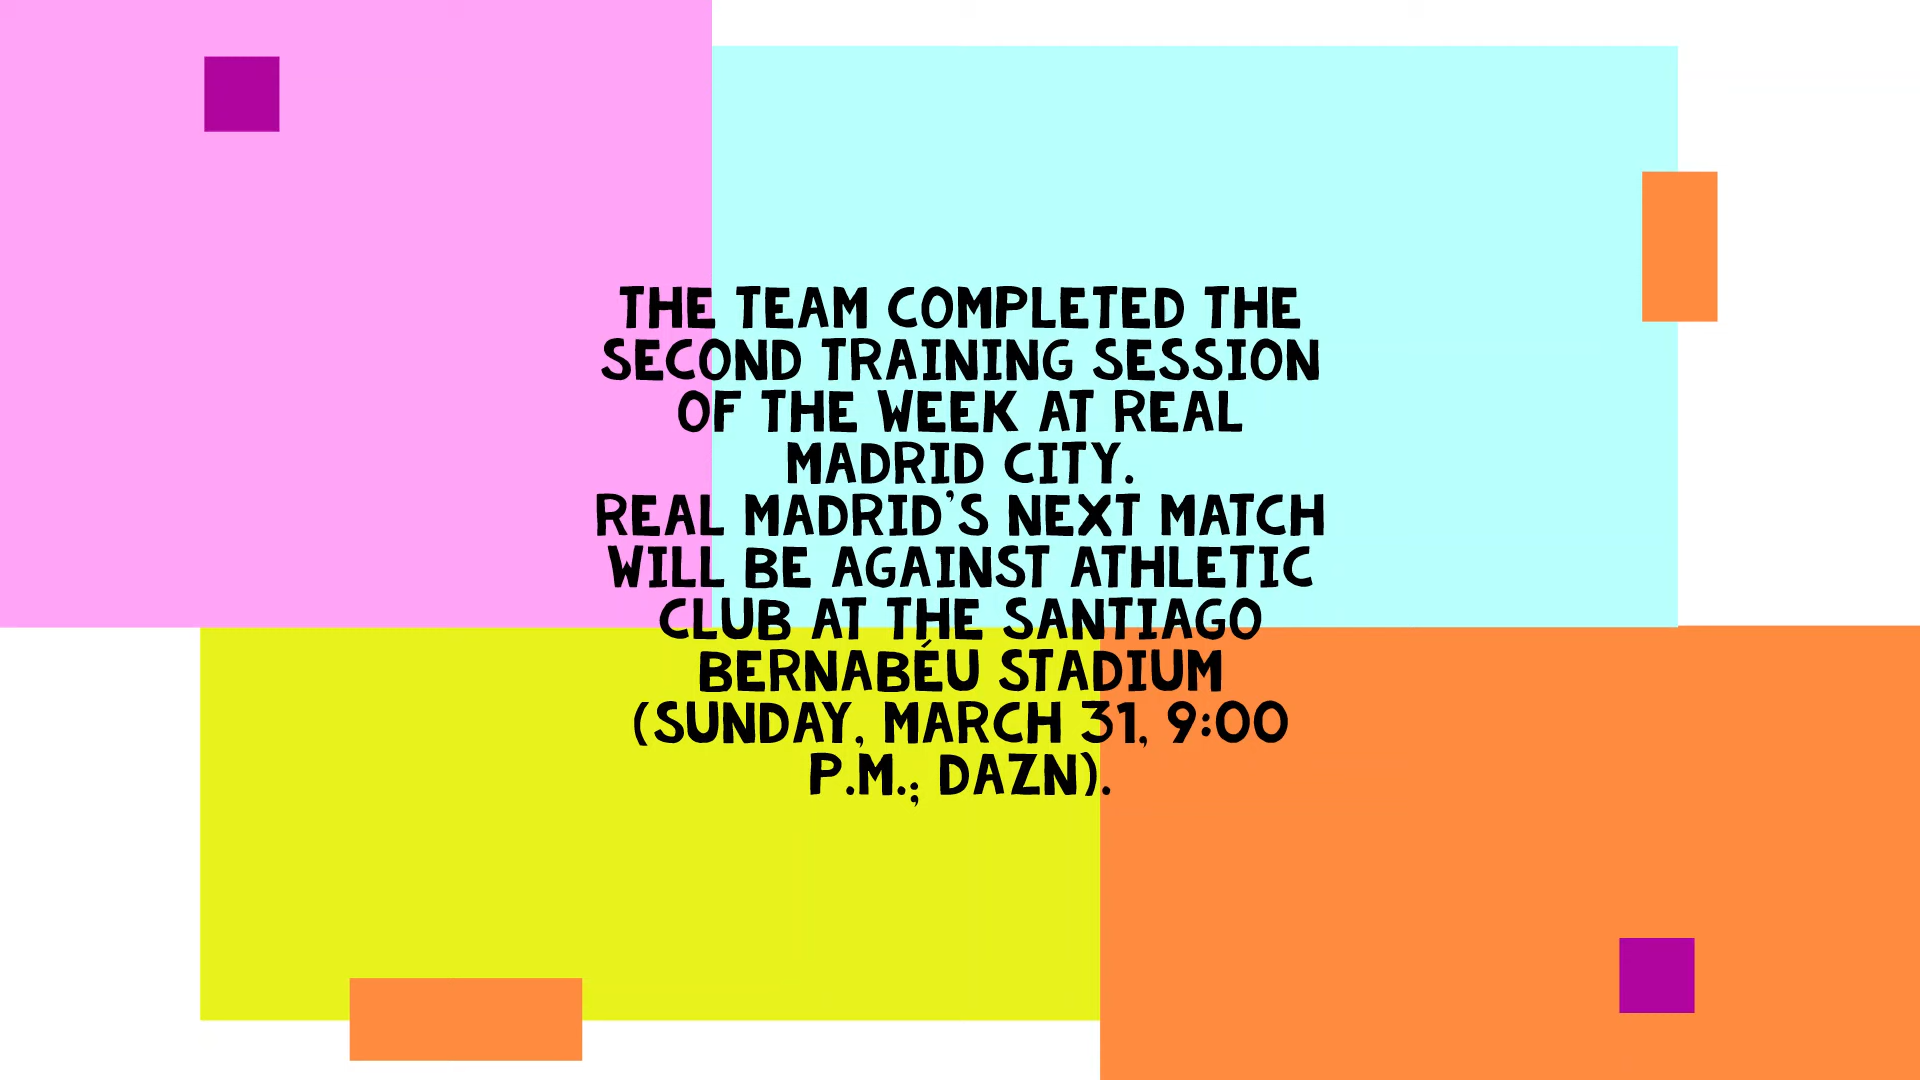 THE TEAM COMPLETED THE
SECOND TRAINING SESSION
OF THE WEEK AT REAL
MADRID CITY.
REAL MADRID'S NEXT MATCH
WILL BE AGAINST ATHLETIC
CLUB AT THE SANTIAGO
BERNABÉU STADIUM
(SUNDAY, MARCH 31, 9:00
P.M.; DAZN).